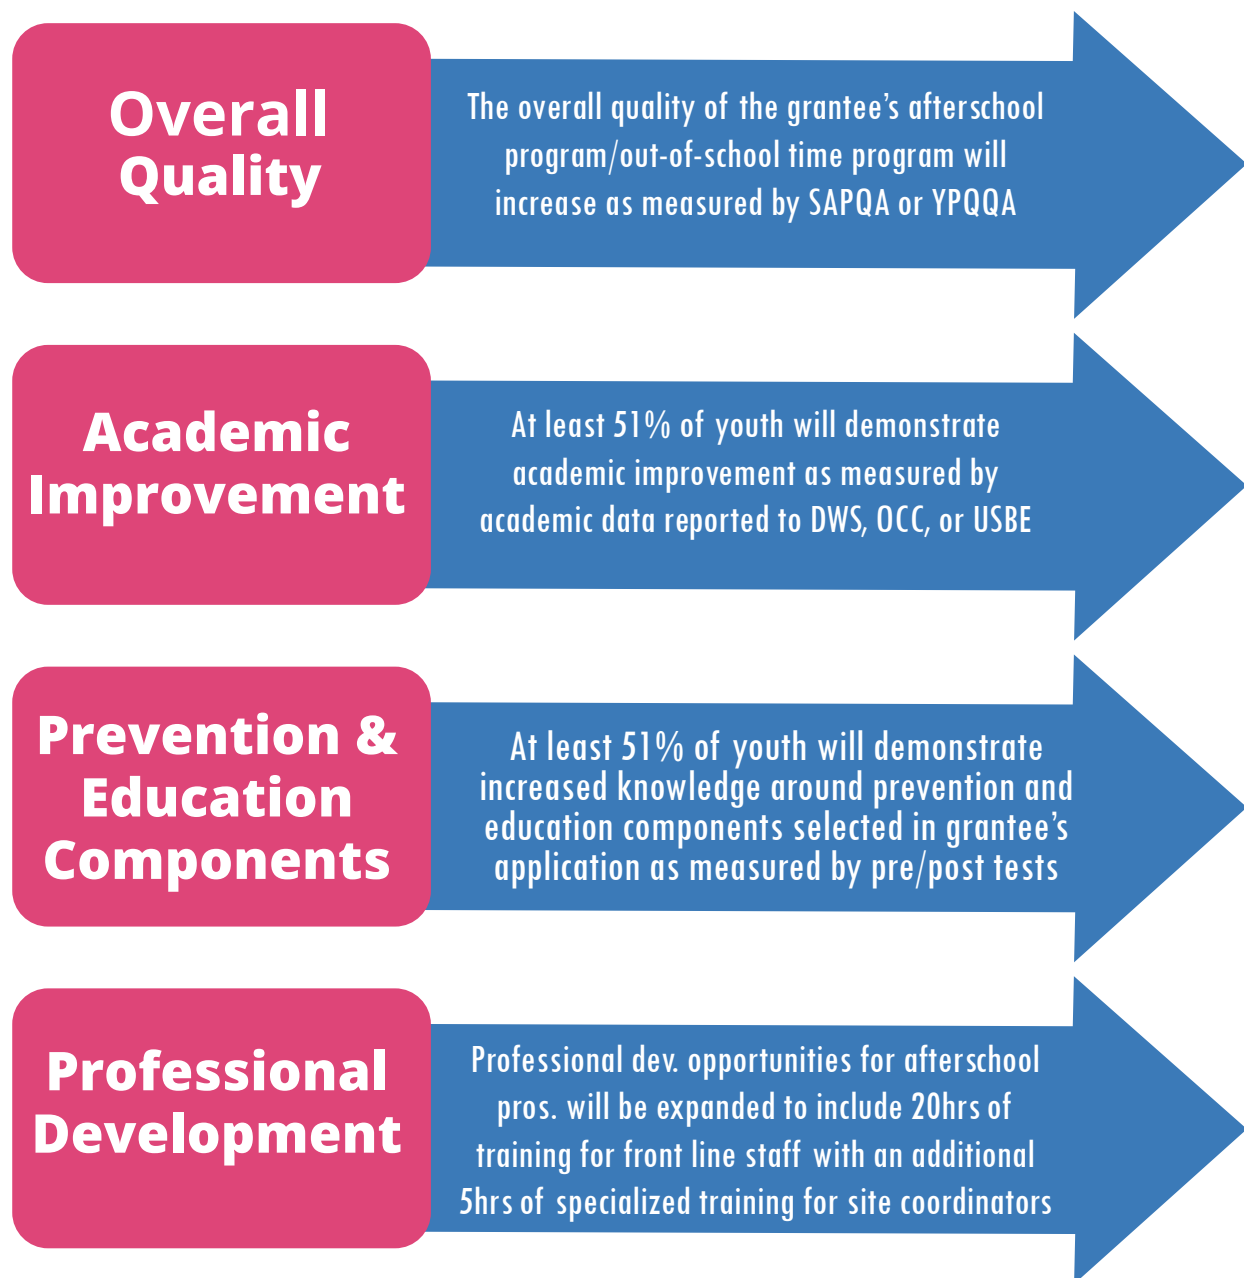 Overall
Quality
The overall quality of the grantee's afterschool
program/out-of-school time program will
increase as measured by SAPQA or YPQQA
Academic
Improvement
At least 51% of youth will demonstrate
academic improvement as measured by
academic data reported to DWS, OCC, or USBE
Prevention &
Education
Components
At least 51% of youth will demonstrate
increased knowledge around prevention and
education components selected in grantee's
application as measured by pre/post tests
Professional
Development
Professional dev. opportunities for afterschool
pros. will be expanded to include 20hrs of
training for front line staff with an additional
5hrs of specialized training for site coordinators